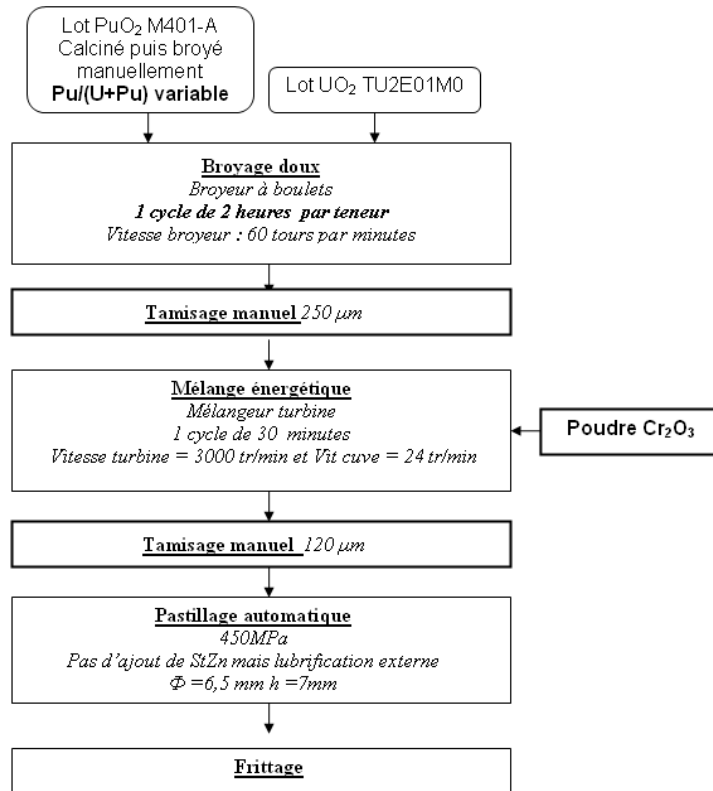 Lot PuO₂ M401-A
Calciné puis broyé
manuellement
Pu/(U+Pu) variable
Lot UO₂ TU2E01M0
Broyage doux
Broyeur à boulets
1 cycle de 2 heures par teneur
Vitesse broyeur : 60 tours par minutes
Tamisage manuel 250 µm
Mélange énergétique
Mélangeur turbine
1 cycle de 30 minutes
Vitesse turbine = 3000 tr/min et Vit cuve = 24 tr/min
Poudre Cr₂O₃
Tamisage manuel 120 µm
Pastillage automatique
450MPa
Pas d'ajout de StZn mais lubrification externe
Φ =6,5 mm h =7mm
Frittage